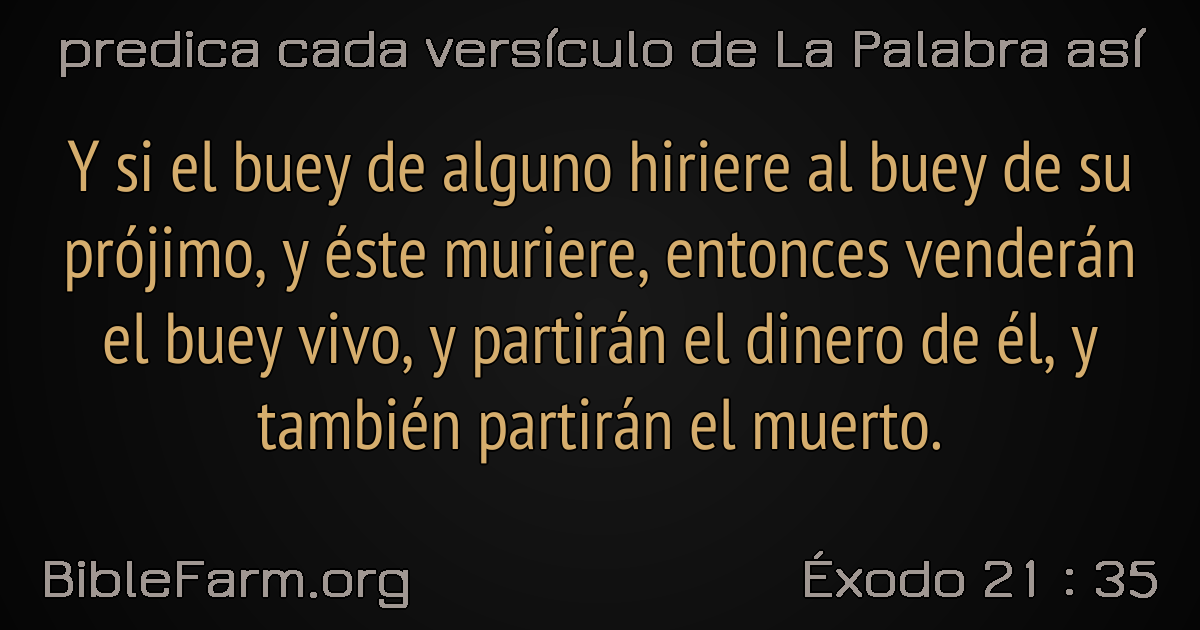 predica cada versículo de La Palabra así
Y si el buey de alguno hiriere al buey de su
prójimo, y éste muriere, entonces venderán
el buey vivo, y partirán el dinero de él, y
también partirán el muerto.
BibleFarm.org
Éxodo 21 : 35